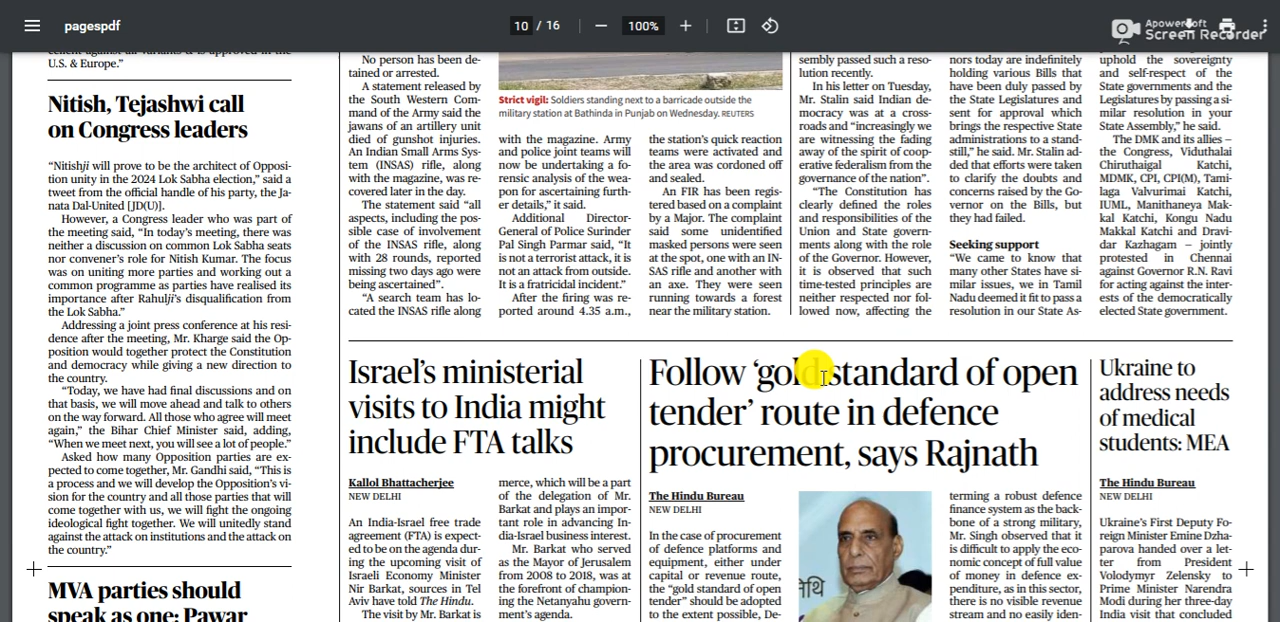 pagespdf
10 / 16
100%
Apowersoft
Screen Recorder
U.S. & Europe.”
Nitish, Tejashwi call
on Congress leaders
“Nitishji will prove to be the architect of Opposi-
tion unity in the 2024 Lok Sabha election,” said a
tweet from the official handle of his party, the Ja-
nata Dal-United [JD(U)].
However, a Congress leader who was part of
the meeting said, “In today’s meeting, there was
neither a discussion on common Lok Sabha seats
nor convener’s role for Nitish Kumar. The focus
was on uniting more parties and working out a
common programme as parties have realised its
importance after Rahulji’s disqualification from
the Lok Sabha.”
Addressing a joint press conference at his resi-
dence after the meeting, Mr. Kharge said the Op-
position would together protect the Constitution
and democracy while giving a new direction to
the country.
“Today, we have had final discussions and on
that basis, we will move ahead and talk to others
on the way forward. All those who agree will meet
again,” the Bihar Chief Minister said, adding,
“When we meet next, you will see a lot of people.”
Asked how many Opposition parties are ex-
pected to come together, Mr. Gandhi said, “This is
a process and we will develop the Opposition’s vi-
sion for the country and all those parties that will
come together with us, we will fight the ongoing
ideological fight together. We will unitedly stand
against the attack on institutions and the attack on
the country.”
MVA parties should
speak as one: Pawar
No person has been de-
tained or arrested.
A statement released by
the South Western Com-
mand of the Army said the
jawans of an artillery unit
died of gunshot injuries.
An Indian Small Arms Sys-
tem (INSAS) rifle, along
with the magazine, was re-
covered later in the day.
The statement said “all
aspects, including the pos-
sible case of involvement
of the INSAS rifle, along
with 28 rounds, reported
missing two days ago were
being ascertained”.
“A search team has lo-
cated the INSAS rifle along
Strict vigil: Soldiers standing next to a barricade outside the
military station at Bathinda in Punjab on Wednesday. REUTERS
with the magazine. Army
and police joint teams will
now be undertaking a fo-
rensic analysis of the wea-
pon for ascertaining furth-
er details,” it said.
Additional Director-
General of Police Surinder
Pal Singh Parmar said, “It
is not a terrorist attack, it is
not an attack from outside.
It is a fratricidal incident.”
After the firing was re-
ported around 4.35 a.m.,
the station’s quick reaction
teams were activated and
the area was cordoned off
and sealed.
An FIR has been regis-
tered based on a complaint
by a Major. The complaint
said some unidentified
masked persons were seen
at the spot, one with an IN-
SAS rifle and another with
an axe. They were seen
running towards a forest
near the military station.
sembly passed such a reso-
lution recently.
In his letter on Tuesday,
Mr. Stalin said Indian de-
mocracy was at a cross-
roads and “increasingly we
are witnessing the fading
away of the spirit of coop-
erative federalism from the
governance of the nation”.
“The Constitution has
clearly defined the roles
and responsibilities of the
Union and State govern-
ments along with the role
of the Governor. However,
it is observed that such
time-tested principles are
neither respected nor fol-
lowed now, affecting the
nors today are indefinitely
holding various Bills that
have been duly passed by
the State Legislatures and
sent for approval which
brings the respective State
administrations to a stand-
still,” he said. Mr. Stalin ad-
ded that efforts were taken
to clarify the doubts and
concerns raised by the Go-
vernor on the Bills, but
they had failed.
Seeking support
“We came to know that
many other States have si-
milar issues, we in Tamil
Nadu deemed it fit to pass a
resolution in our State As-
uphold the sovereignty
and self-respect of the
State governments and the
Legislatures by passing a si-
milar resolution in your
State Assembly,” he said.
The DMK and its allies –
the Congress, Viduthalai
Chiruthaigal Katchi,
MDMK, CPI, CPI(M), Tami-
laga Valvurimai Katchi,
IUML, Manithaneya Mak-
kal Katchi, Kongu Nadu
Makkal Katchi and Dravi-
dar Kazhagam – jointly
protested in Chennai
against Governor R.N. Ravi
for acting against the inter-
ests of the democratically
elected State government.
Israel’s ministerial
visits to India might
include FTA talks
Kallol Bhattacherjee
NEW DELHI
An India-Israel free trade
agreement (FTA) is expect-
ed to be on the agenda dur-
ing the upcoming visit of
Israeli Economy Minister
Nir Barkat, sources in Tel
Aviv have told The Hindu.
The visit by Mr. Barkat is
merce, which will be a part
of the delegation of Mr.
Barkat and plays an impor-
tant role in advancing In-
dia-Israel business interest.
Mr. Barkat who served
as the Mayor of Jerusalem
from 2008 to 2018, was at
the forefront of champion-
ing the Netanyahu govern-
ment’s agenda.
Follow ‘gold standard of open
tender’ route in defence
procurement, says Rajnath
The Hindu Bureau
NEW DELHI
In the case of procurement
of defence platforms and
equipment, either under
capital or revenue route,
the “gold standard of open
tender” should be adopted
to the extent possible, De-
terming a robust defence
finance system as the back-
bone of a strong military,
Mr. Singh observed that it
is difficult to apply the eco-
nomic concept of full value
of money in defence ex-
penditure, as in this sector,
there is no visible revenue
stream and no easily iden-
Ukraine to
address needs
of medical
students: MEA
The Hindu Bureau
NEW DELHI
Ukraine’s First Deputy Fo-
reign Minister Emine Dzha-
parova handed over a let-
ter from President
Volodymyr Zelensky to
Prime Minister Narendra
Modi during her three-day
India visit that concluded